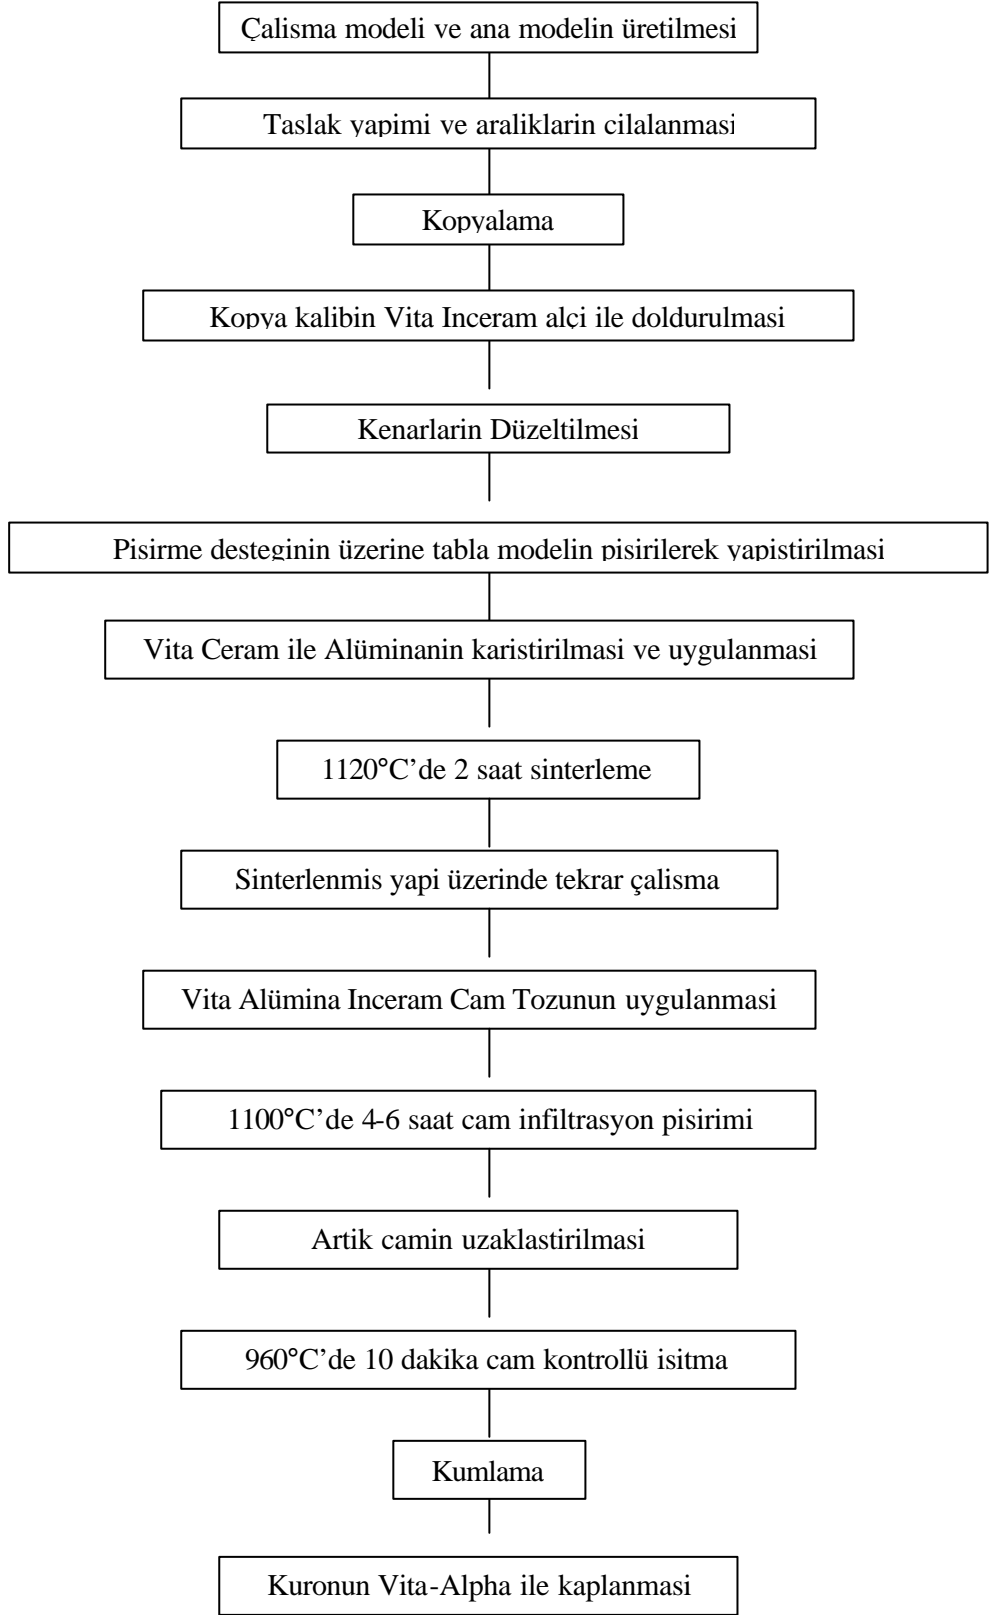 Çalisma modeli ve ana modelin üretilmesi
Taslak yapimi ve araliklarin cilalanmasi
Kopyalama
Kopya kalibin Vita Inceram alçi ile doldurulmasi
Kenarlarin Düzeltilmesi
Pisirme desteginin üzerine tabla modelin pisirilerek yapistirilmasi
Vita Ceram ile Alüminanin karistirilmasi ve uygulanmasi
1120°C’de 2 saat sinterleme
Sinterlenmis yapi üzerinde tekrar çalisma
Vita Alümina Inceram Cam Tozunun uygulanmasi
1100°C’de 4-6 saat cam infiltrasyon pisirimi
Artik camin uzaklastirilmasi
960°C’de 10 dakika cam kontrollü isitma
Kumlama
Kuronun Vita-Alpha ile kaplanmasi